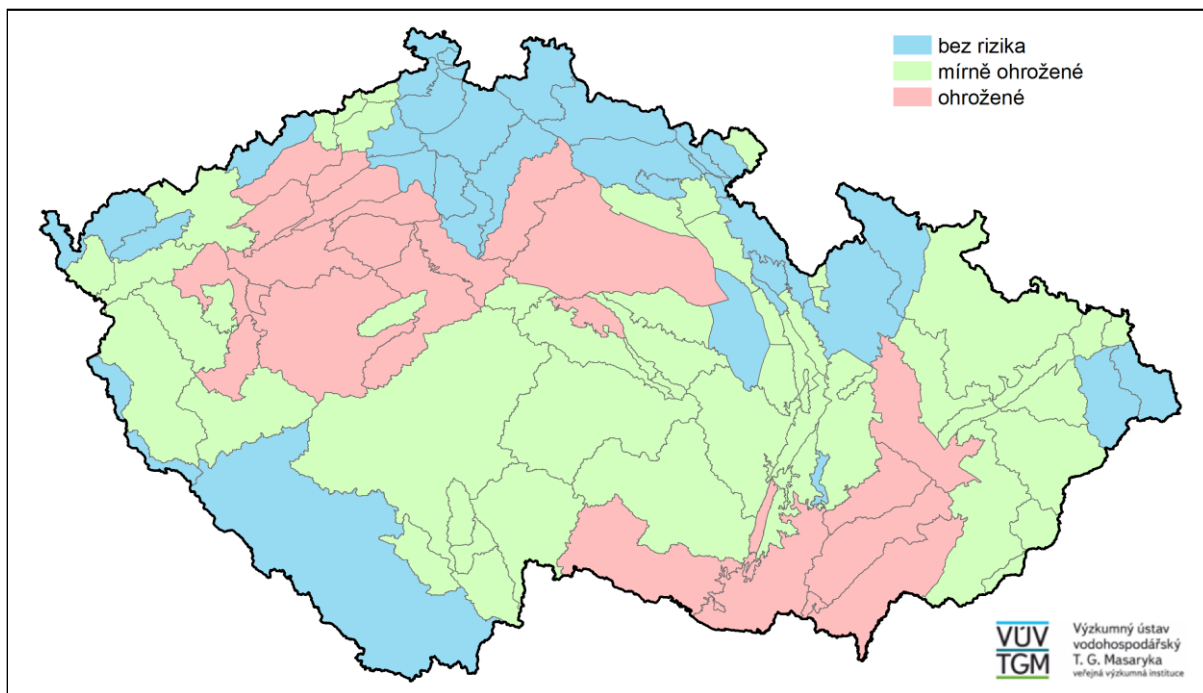 bez rizika
mírně ohrožené
ohrožené
VÚV
TGM
Výzkumný ústav
vodohospodářský
T. G. Masaryka
veřejná výzkumná instituce